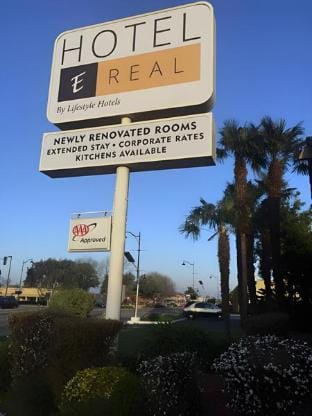 HOTEL
E REAL
By Lifestyle Hotels
NEWLY RENOVATED ROOMS
EXTENDED STAY • CORPORATE RATES
KITCHENS AVAILABLE
AAA
Approved